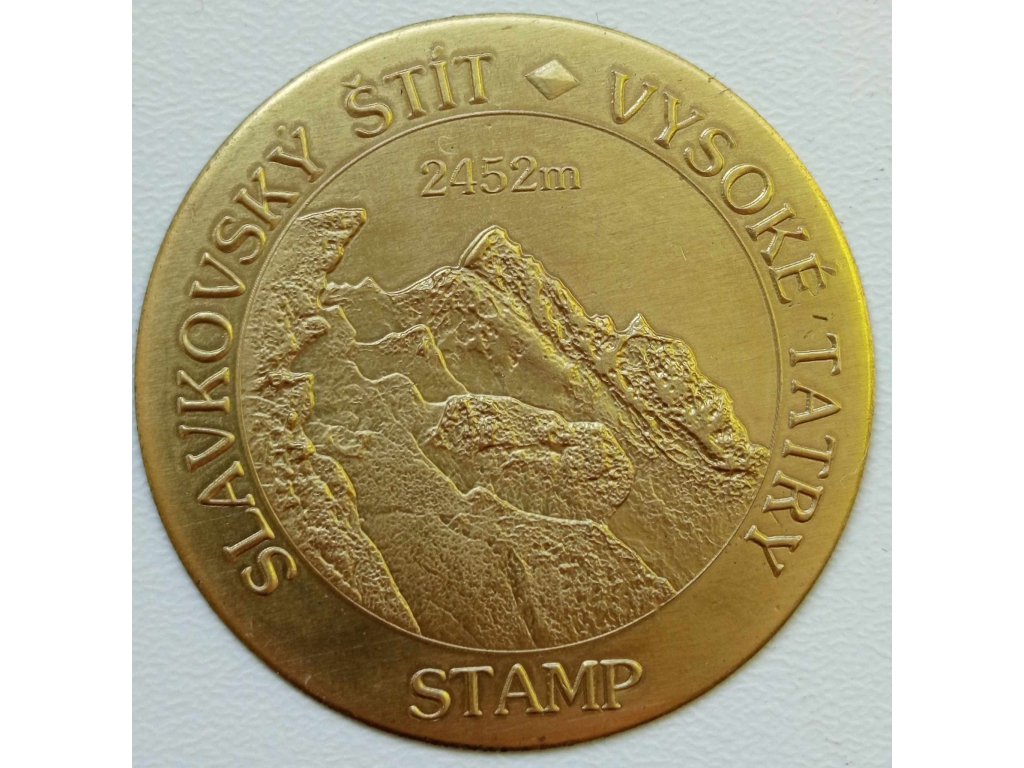 SLAVKOVSKÝ ŠTÍT ◆ VYSOKÉ TATRY
2452m
STAMP